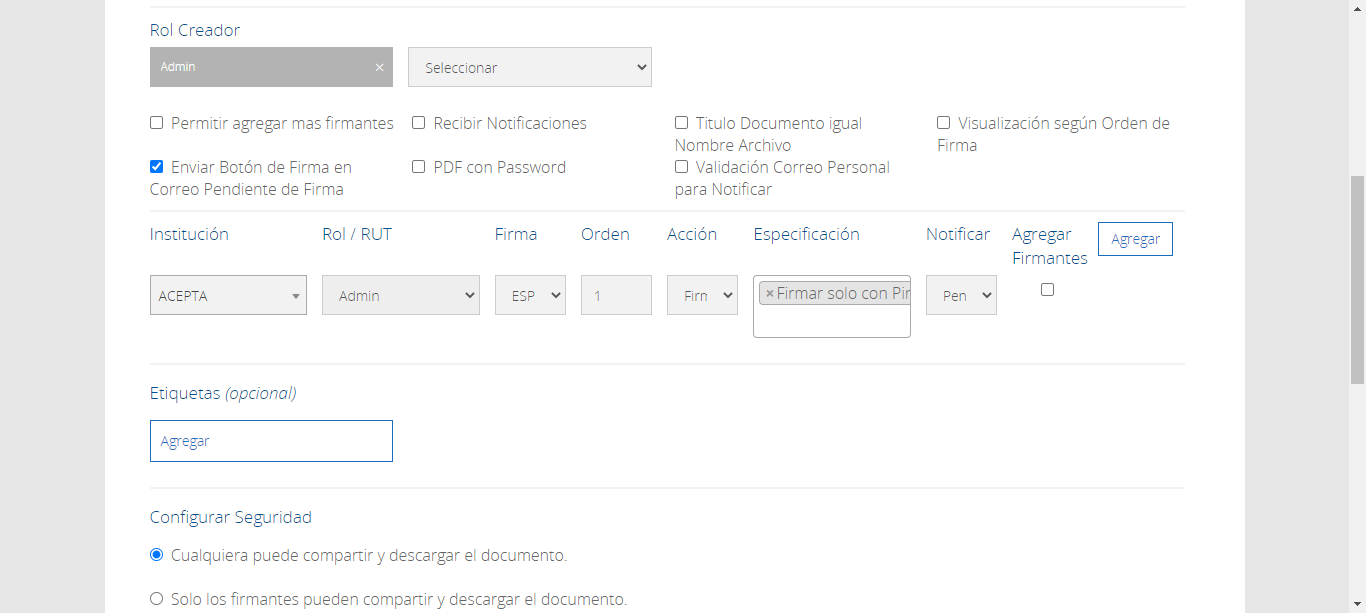 Rol Creador
Admin × Seleccionar
Permitir agregar mas firmantes Recibir Notificaciones Titulo Documento igual Nombre Archivo Visualización según Orden de Firma
Enviar Botón de Firma en Correo Pendiente de Firma PDF con Password Validación Correo Personal para Notificar
Institución Rol / RUT Firma Orden Acción Especificación Notificar Agregar Firmantes Agregar
ACEPTA Admin ESP 1 Firn ×Firmar solo con Pir Pen
Etiquetas (opcional)
Agregar
Configurar Seguridad
Cualquiera puede compartir y descargar el documento.
Solo los firmantes pueden compartir y descargar el documento.